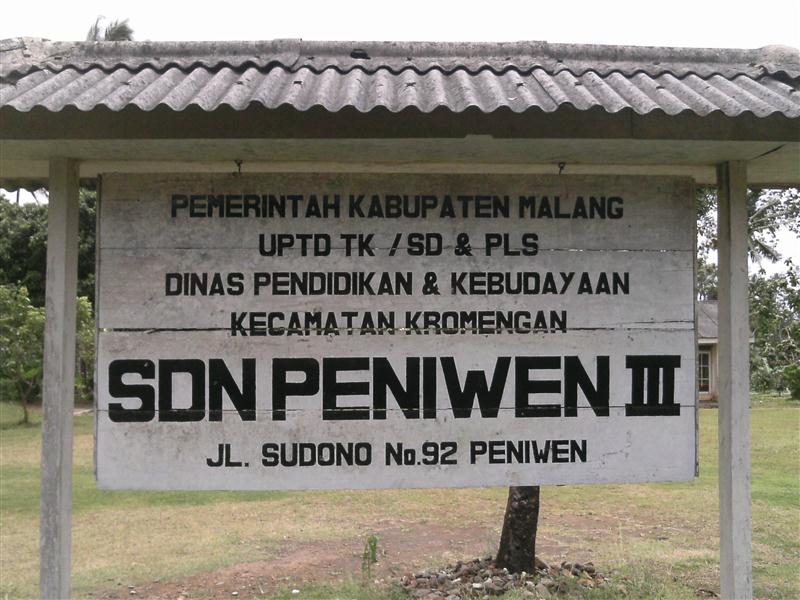 PEMERINTAH KABUPATEN MALANG
UPTD TK / SD & PLS
DINAS PENDIDIKAN & KEBUDAYAAN
KECAMATAN KROMENGAN
SDN PENIWEN III
JL. SUDONO No.92 PENIWEN